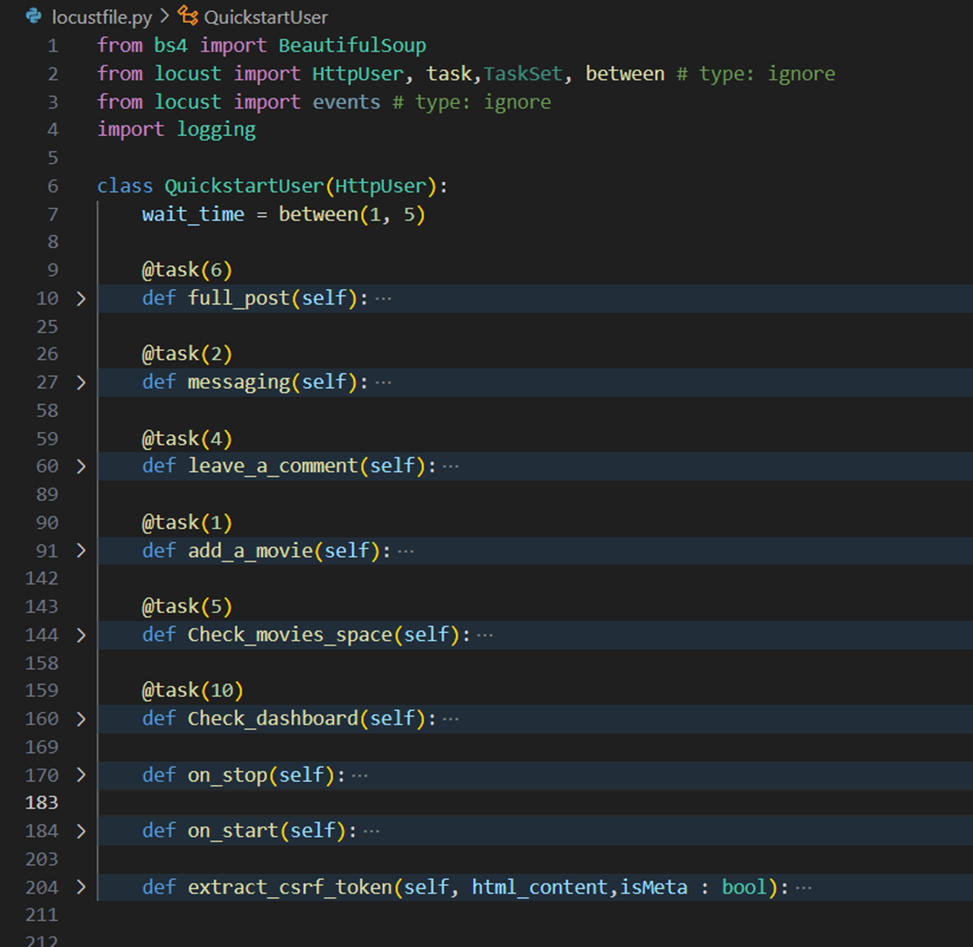 locustfile.py > QuickstartUser
1 from bs4 import BeautifulSoup
2 from locust import HttpUser, task,TaskSet, between # type: ignore
3 from locust import events # type: ignore
4 import logging
5
6 class QuickstartUser(HttpUser):
7 wait_time = between(1, 5)
8
9 @task(6)
10 > def full_post(self): ···
25
26 @task(2)
27 > def messaging(self): ···
58
59 @task(4)
60 > def leave_a_comment(self): ···
89
90 @task(1)
91 > def add_a_movie(self): ···
142
143 @task(5)
144 > def Check_movies_space(self): ···
158
159 @task(10)
160 > def Check_dashboard(self): ···
169
170 > def on_stop(self): ···
183
184 > def on_start(self): ···
203
204 > def extract_csrf_token(self, html_content,isMeta : bool): ···
211
212